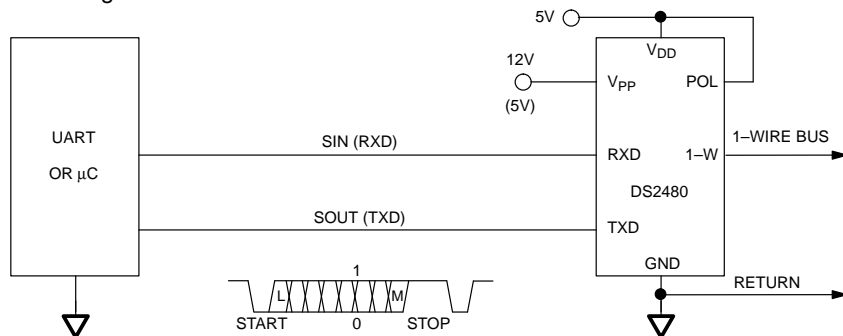 5V
VDD
12V
VPP
POL
(5V)
UART
OR μC
SIN (RXD)
RXD
1–W
1–WIRE BUS
DS2480
SOUT (TXD)
TXD
GND
1
L
M
RETURN
START
0
STOP